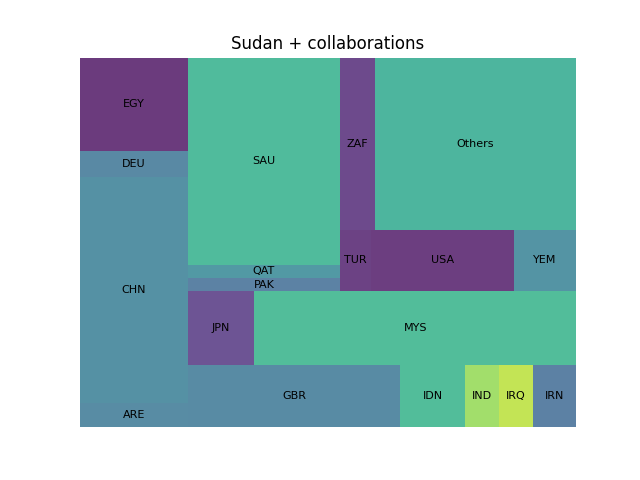 Sudan + collaborations
EGY
DEU
CHN
ARE
SAU
QAT
PAK
ZAF
Others
TUR
USA
YEM
JPN
MYS
GBR
IDN
IND
IRQ
IRN